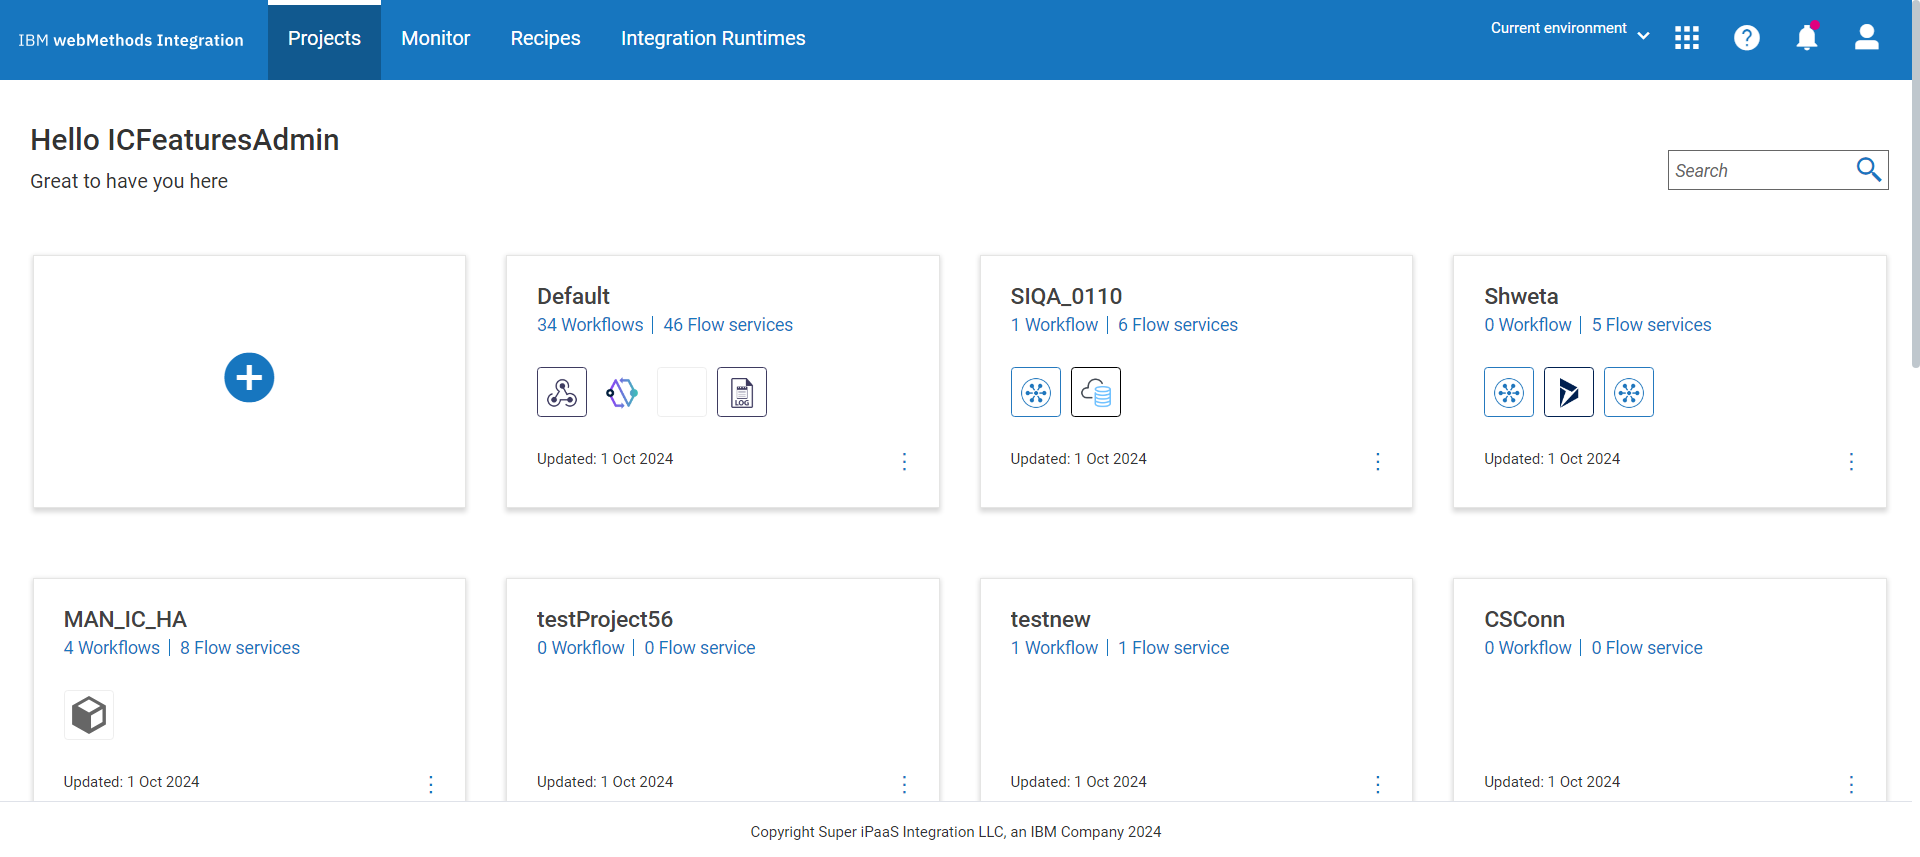 IBM webMethods Integration
Projects
Monitor
Recipes
Integration Runtimes
Current environment
?
Hello ICFeaturesAdmin
Great to have you here
Search
Default
34 Workflows | 46 Flow services
LOG
Updated: 1 Oct 2024
SIQA_0110
1 Workflow | 6 Flow services
Updated: 1 Oct 2024
Shweta
0 Workflow | 5 Flow services
Updated: 1 Oct 2024
MAN_IC_HA
4 Workflows | 8 Flow services
Updated: 1 Oct 2024
testProject56
0 Workflow | 0 Flow service
Updated: 1 Oct 2024
testnew
1 Workflow | 1 Flow service
Updated: 1 Oct 2024
CSConn
0 Workflow | 0 Flow service
Updated: 1 Oct 2024
Copyright Super iPaaS Integration LLC, an IBM Company 2024